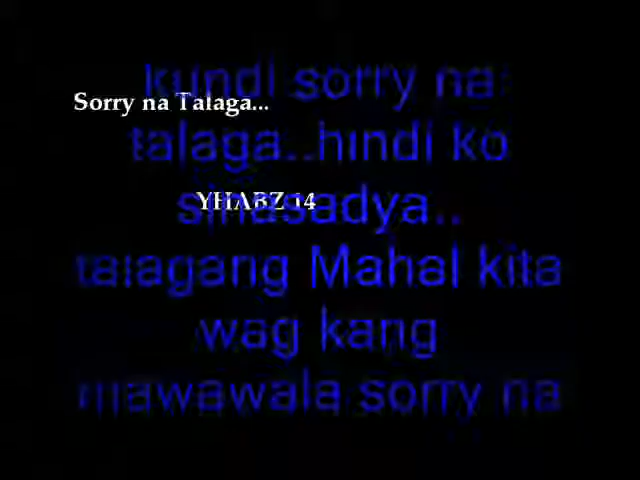 kundi sorry na
Sorry na Talaga...
talaga..hindi ko
YHABZ 14
sinasadya..
talagang Mahal kita
wag kang
mawawala sorry na